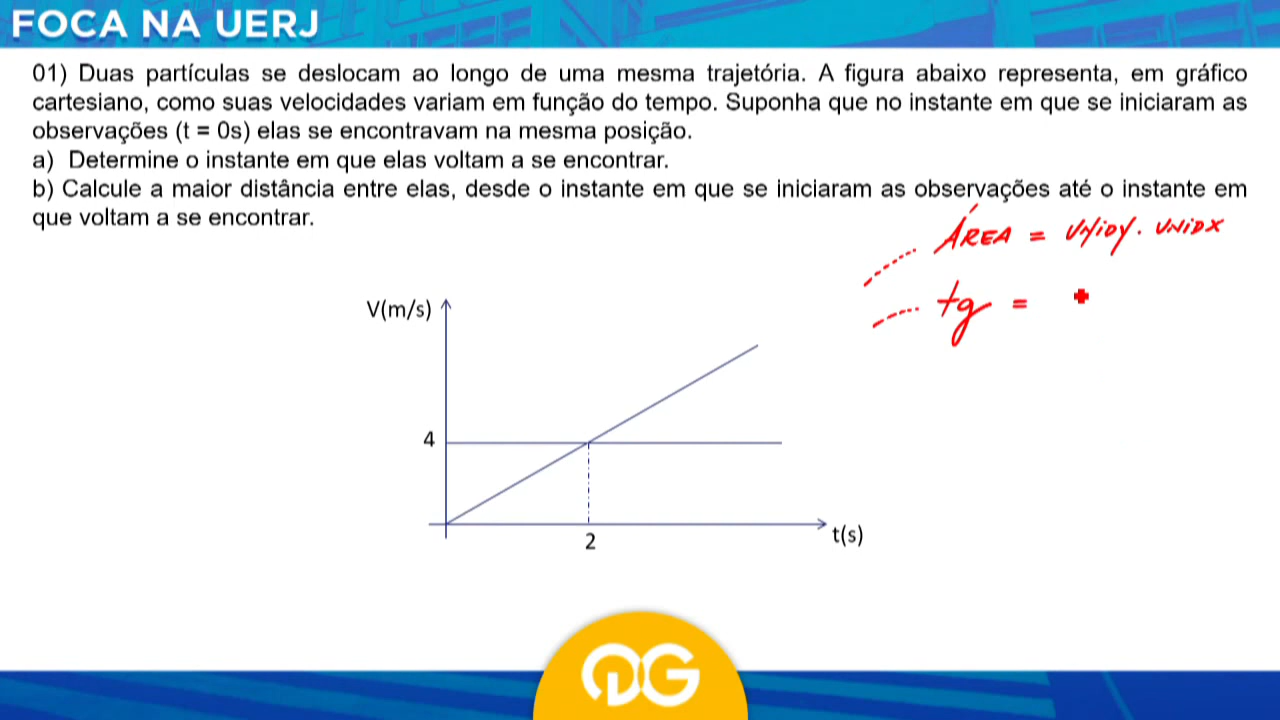 FOCA NA UERJ
01) Duas partículas se deslocam ao longo de uma mesma trajetória. A figura abaixo representa, em gráfico
cartesiano, como suas velocidades variam em função do tempo. Suponha que no instante em que se iniciaram as
observações (t = 0s) elas se encontravam na mesma posição.
a) Determine o instante em que elas voltam a se encontrar.
b) Calcule a maior distância entre elas, desde o instante em que se iniciaram as observações até o instante em
que voltam a se encontrar.
ÁREA = UNIDY. UNIDX
tg =
V(m/s)
4
2
t(s)
QG